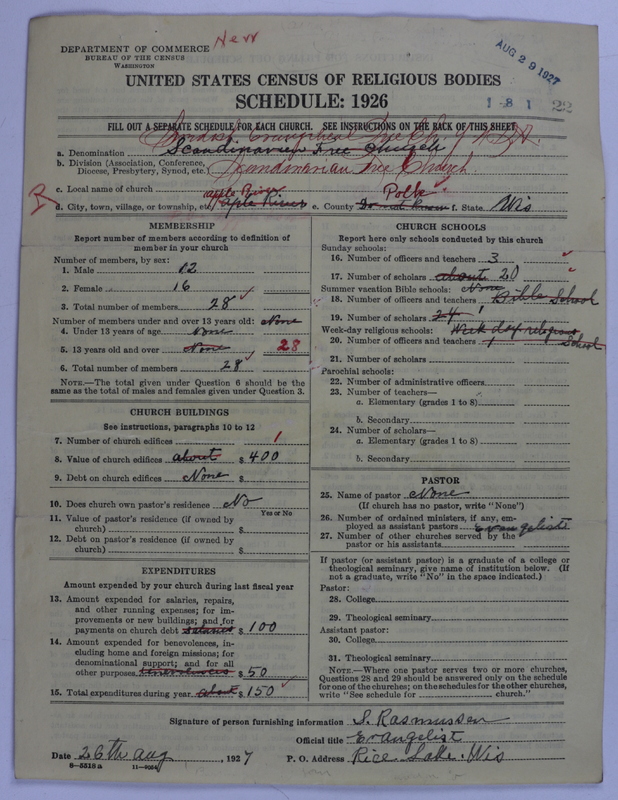 New
DEPARTMENT OF COMMERCE
BUREAU OF THE CENSUS
WASHINGTON
AUG 29 1927
UNITED STATES CENSUS OF RELIGIOUS BODIES
SCHEDULE: 1926
1 8 1 22
FILL OUT A SEPARATE SCHEDULE FOR EACH CHURCH. SEE INSTRUCTIONS ON THE BACK OF THIS SHEET
a. Denomination Scandinavien Free Church
b. Division (Association, Conference, Diocese, Presbytery, Synod, etc.) Scandinavian Free Church.
c. Local name of church Apple River
R
d. City, town, village, or township, etc. Aple River e. County Polk f. State Wis
MEMBERSHIP
Report number of members according to definition of
member in your church
Number of members, by sex:
1. Male 12
2. Female 16
3. Total number of members 28
Number of members under and over 13 years old: None
4. Under 13 years of age None
5. 13 years old and over None 28
6. Total number of members 28
NOTE.—The total given under Question 6 should be the
same as the total of males and females given under Question 3.
CHURCH BUILDINGS
See instructions, paragraphs 10 to 12
7. Number of church edifices 1
8. Value of church edifices about $ 400
9. Debt on church edifices None $
10. Does church own pastor's residence No
Yes or No
11. Value of pastor's residence (if owned by
church) $
12. Debt on pastor's residence (if owned by
church) $
EXPENDITURES
Amount expended by your church during last fiscal year
13. Amount expended for salaries, repairs,
and other running expenses; for im-
provements or new buildings; and for
payments on church debt salaries $ 100
14. Amount expended for benevolences, in-
cluding home and foreign missions; for
denominational support; and for all
other purposes benevolences $ 50
15. Total expenditures during year about $ 150
CHURCH SCHOOLS
Report here only schools conducted by this church
Sunday schools:
16. Number of officers and teachers 3
17. Number of scholars about 20
Summer vacation Bible schools: None
18. Number of officers and teachers Bible School
19. Number of scholars 24 1
Week-day religious schools: Week day religious
20. Number of officers and teachers 1 School
21. Number of scholars
Parochial schools:
22. Number of administrative officers
23. Number of teachers—
a. Elementary (grades 1 to 8)
b. Secondary
24. Number of scholars—
a. Elementary (grades 1 to 8)
b. Secondary
PASTOR
25. Name of pastor None
(If church has no pastor, write "None")
26. Number of ordained ministers, if any, em-
ployed as assistant pastors evangelist
27. Number of other churches served by the
pastor or his assistants
If pastor (or assistant pastor) is a graduate of a college or
theological seminary, give name of institution below. (If
not a graduate, write "No" in the space indicated.)
Pastor:
28. College
29. Theological seminary
Assistant pastor:
30. College
31. Theological seminary
NOTE.—Where one pastor serves two or more churches,
Questions 28 and 29 should be answered only on the schedule
for one of the churches; on the schedules for the other churches,
write "See schedule for church."
Signature of person furnishing information S. Rasmussen
Official title Evangelist
Date 26th aug, 1927 P. O. Address Rice Lake. Wis
8—5518a